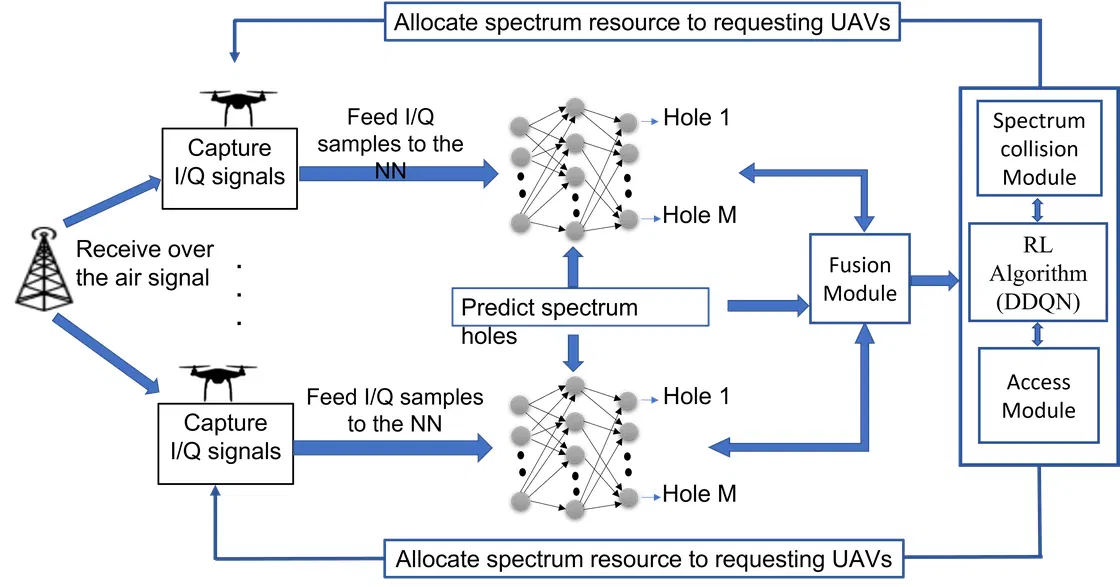 Allocate spectrum resource to requesting UAVs
Capture
I/Q signals
Feed I/Q
samples to the
NN
Hole 1
Hole M
Spectrum
collision
Module
Receive over
the air signal
.
.
.
Predict spectrum
holes
Fusion
Module
RL
Algorithm
(DDQN)
Access
Module
Capture
I/Q signals
Feed I/Q samples
to the NN
Hole 1
Hole M
Allocate spectrum resource to requesting UAVs